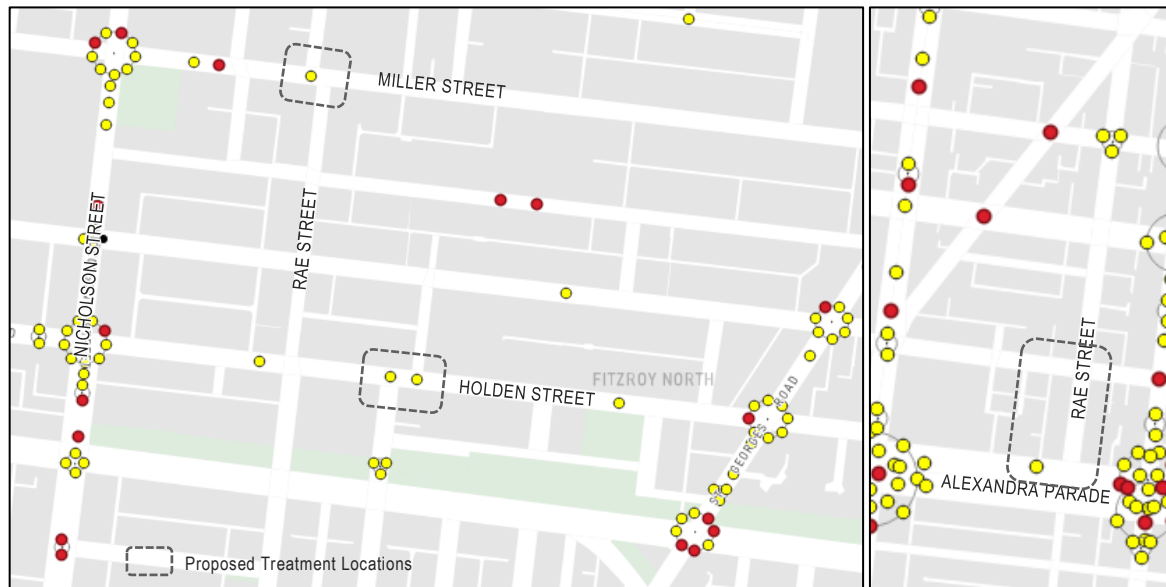 MILLER STREET
RAE STREET
NICHOLSON STREET
HOLDEN STREET
FITZROY NORTH
ST GEORGES ROAD
Proposed Treatment Locations
RAE STREET
ALEXANDRA PARADE